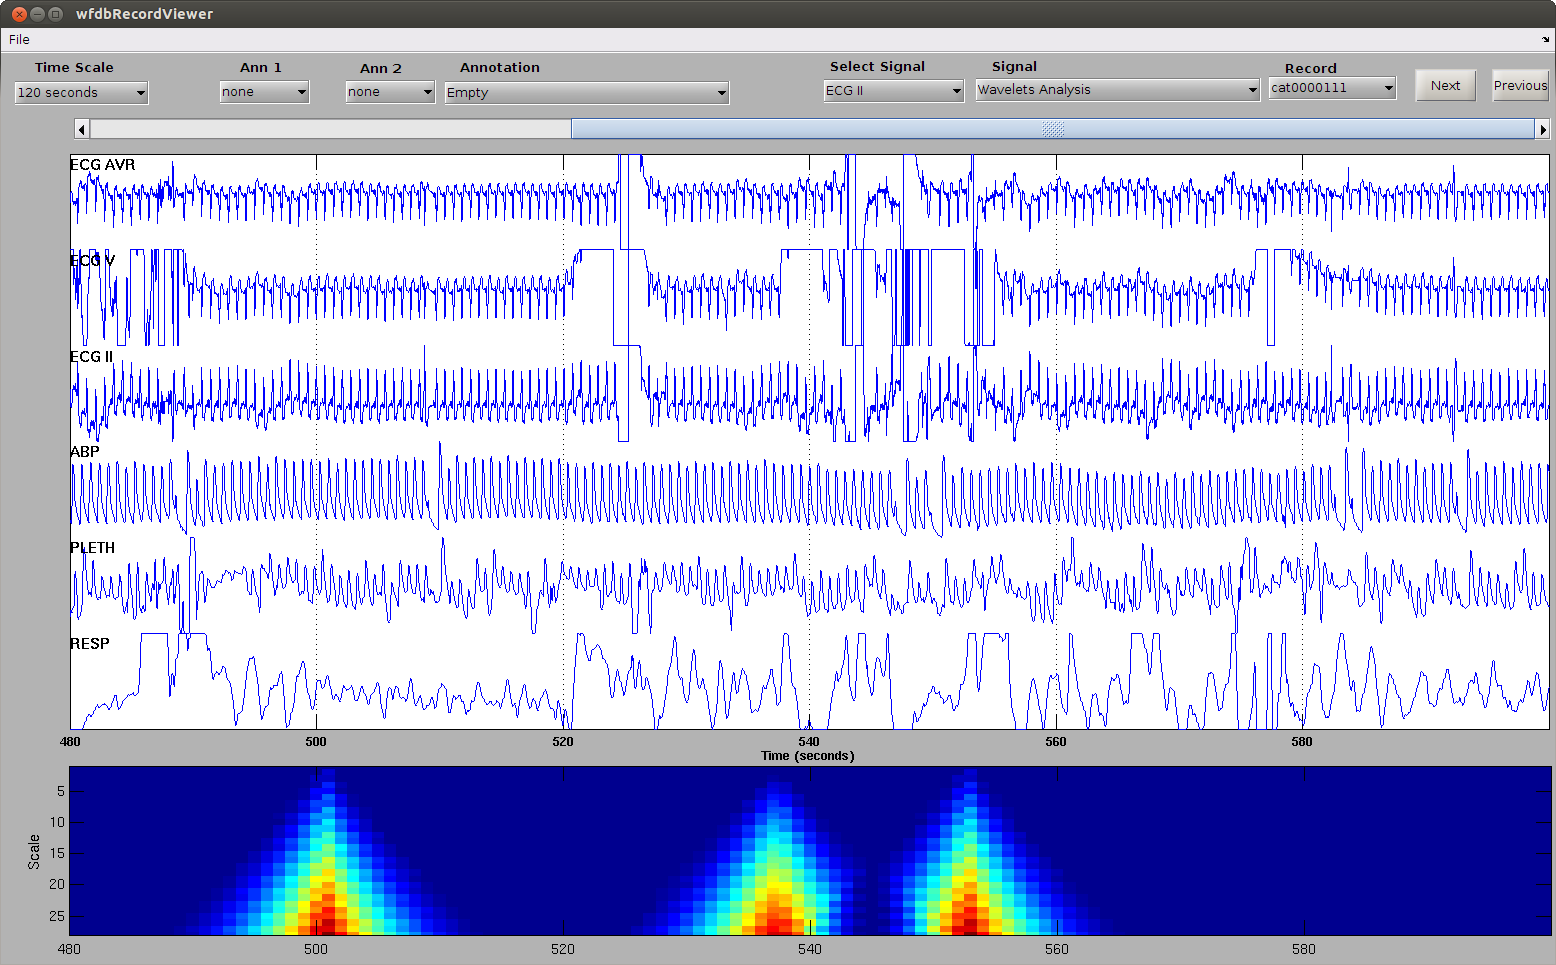 wfdbRecordViewer
File
Time Scale Ann 1 Ann 2 Annotation Select Signal Signal Record
120 seconds none none Empty ECG II Wavelets Analysis cat0000111 Next Previous
ECG AVR
ECG V
ECG II
ABP
PLETH
RESP
480 500 520 540 560 580
Time (seconds)
5
10
15
20
25
Scale
480 500 520 540 560 580